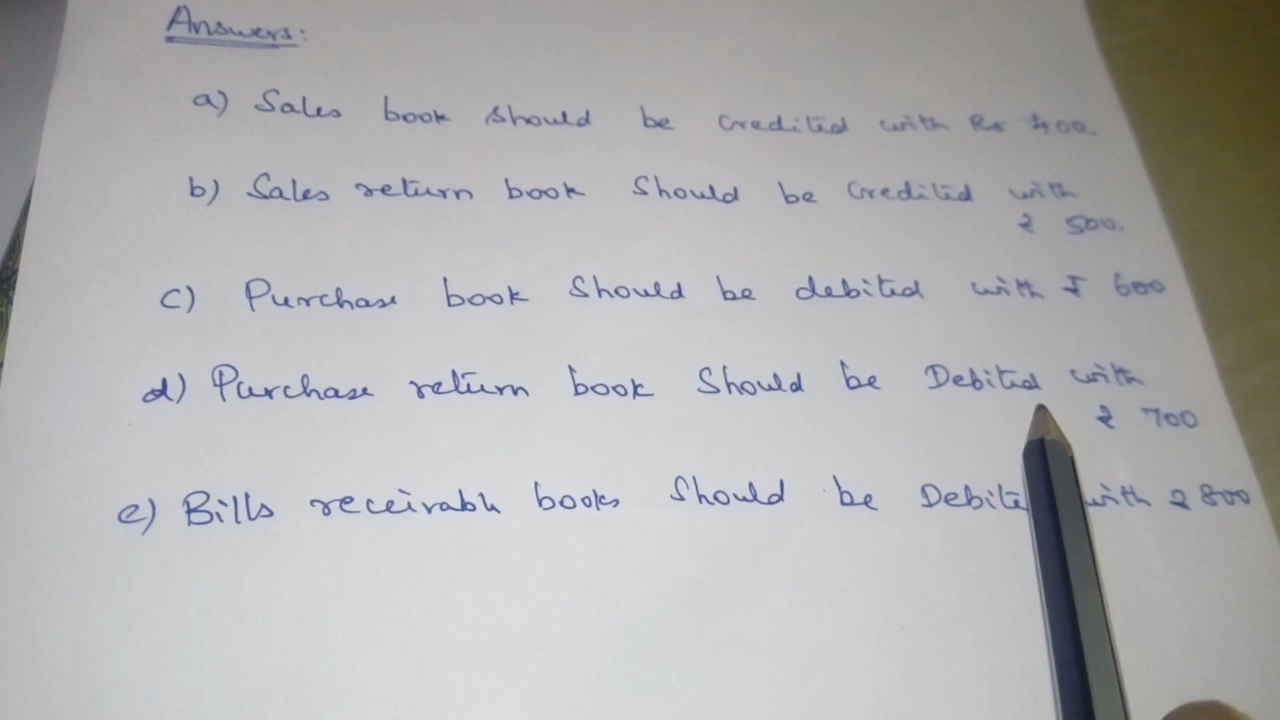 Answers:
a) Sales book should be credited with Rs 400.
b) Sales return book should be credited with
₹ 500.
c) Purchase book should be debited with ₹ 600
d) Purchase return book should be Debited with
₹ 700
e) Bills receivable books should be Debited with ₹ 800